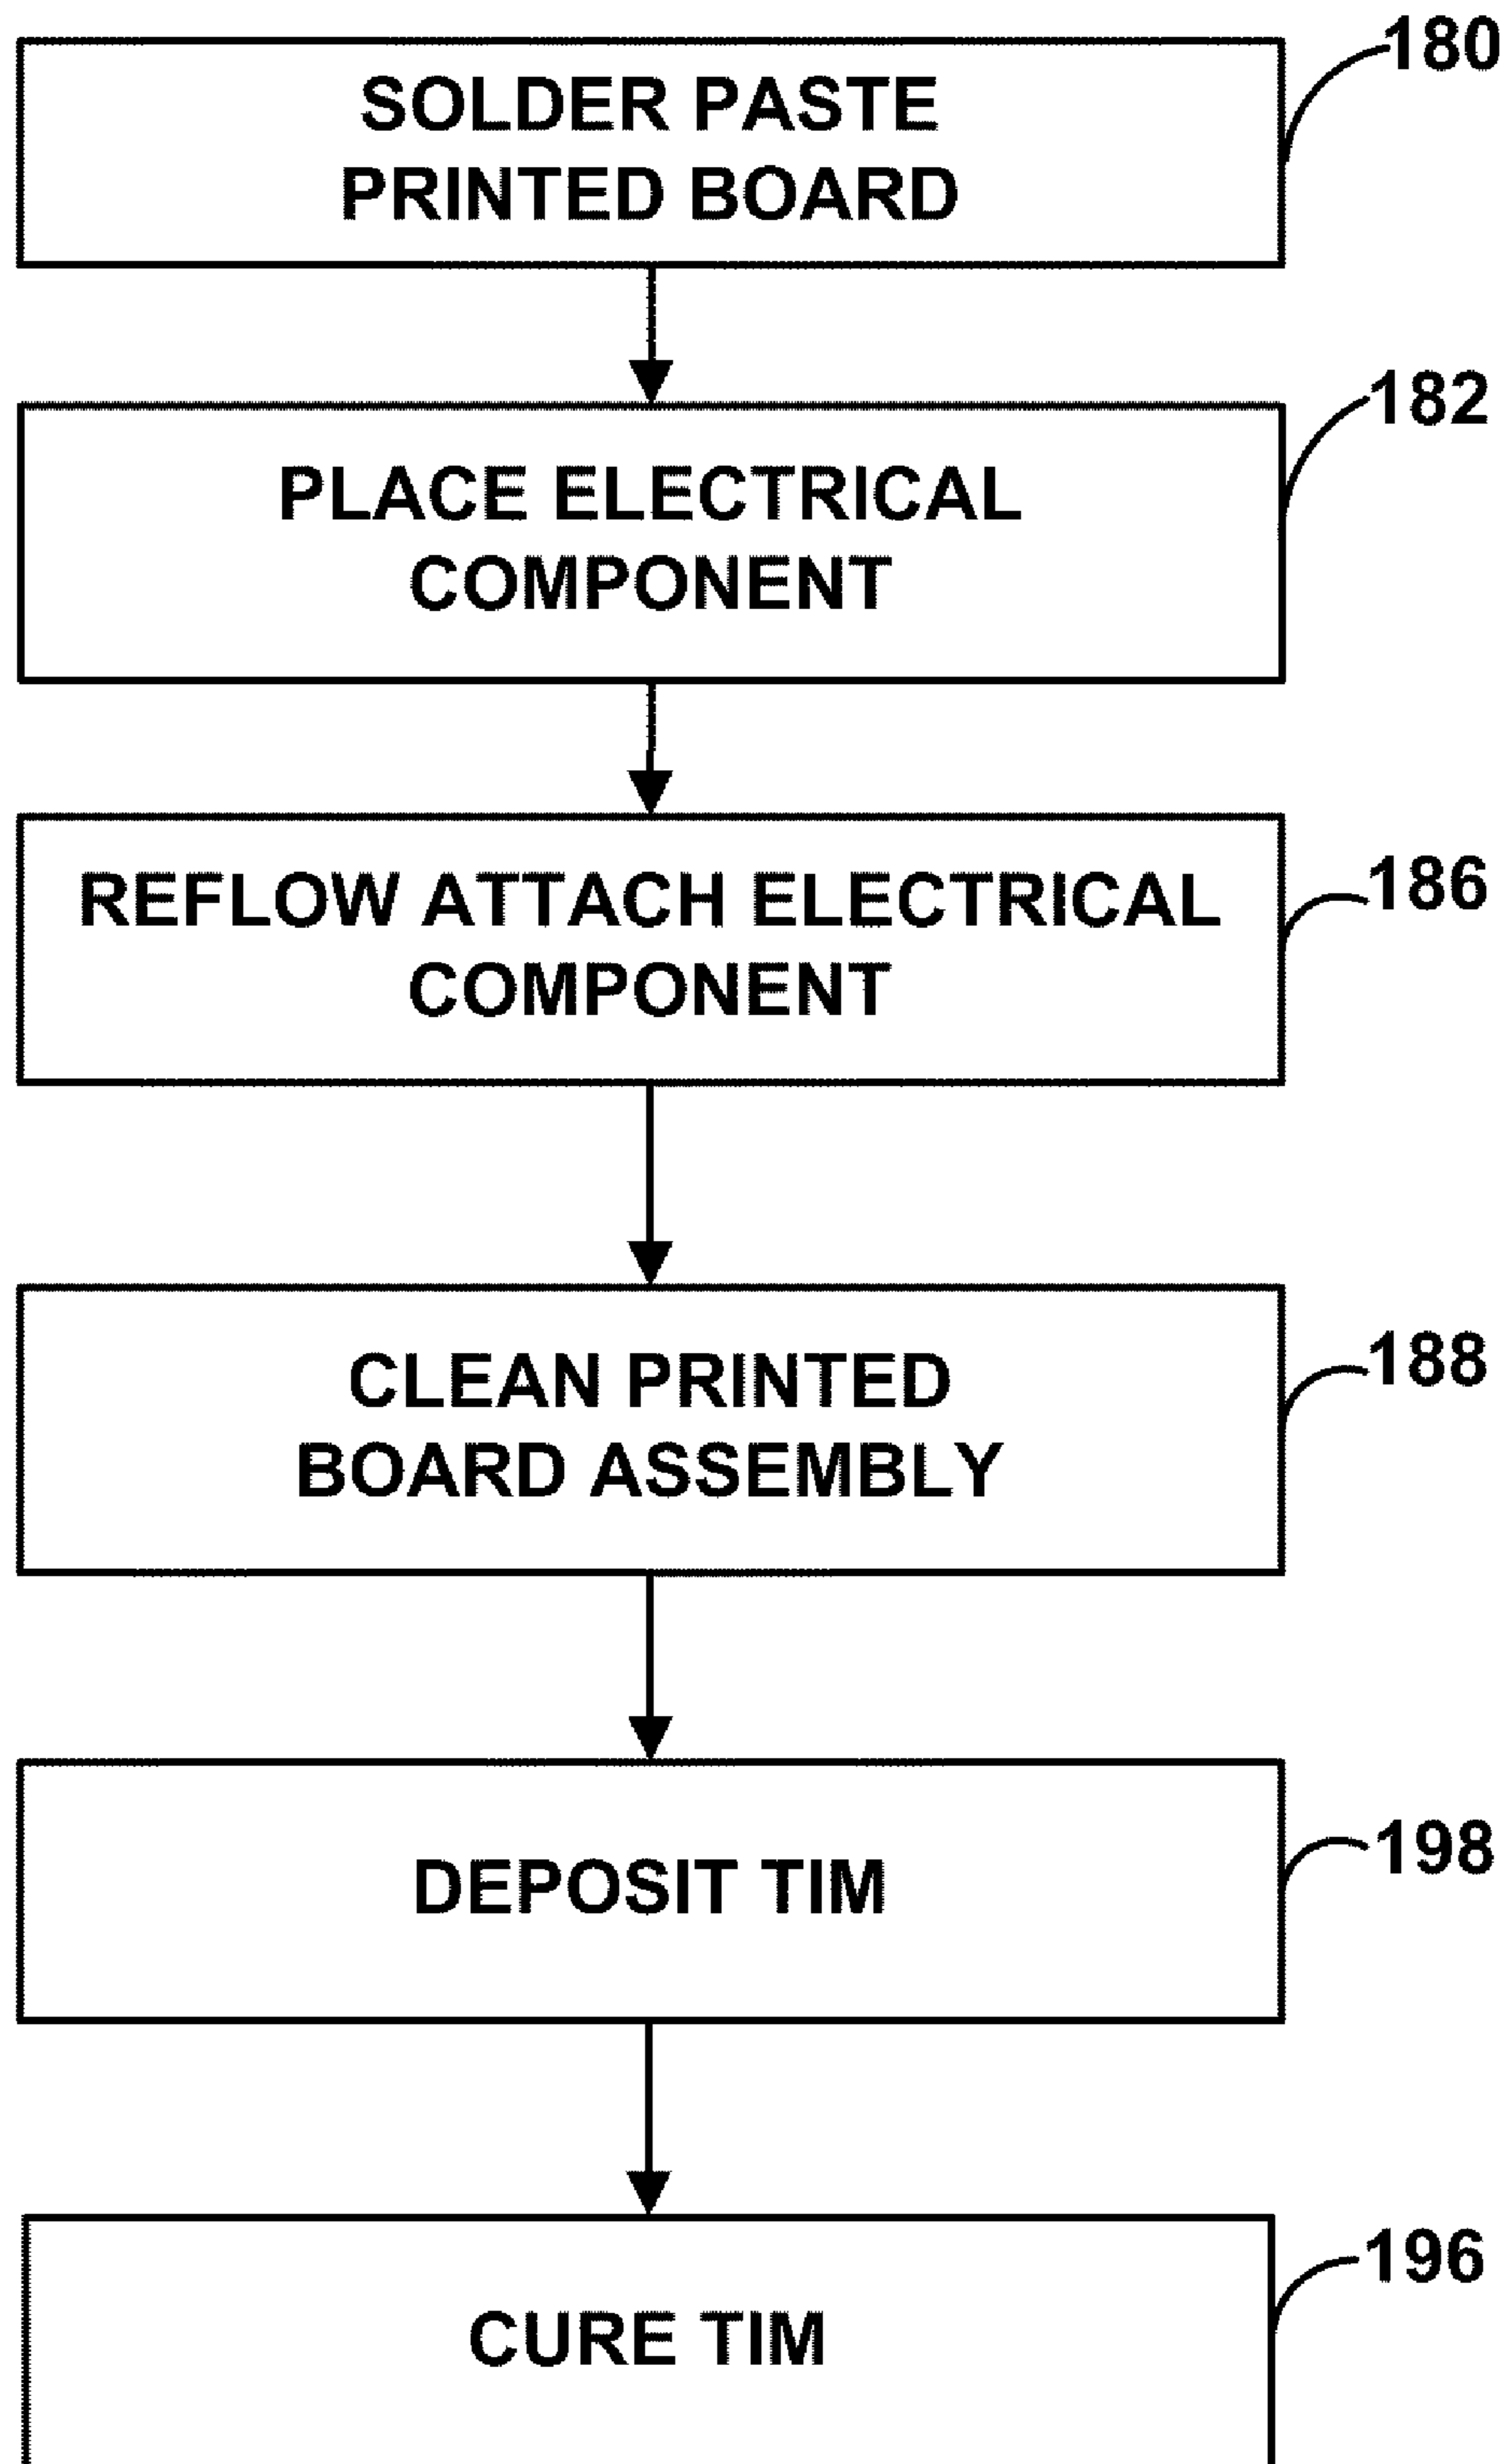 180
SOLDER PASTE
PRINTED BOARD
182
PLACE ELECTRICAL
COMPONENT
186
REFLOW ATTACH ELECTRICAL
COMPONENT
188
CLEAN PRINTED
BOARD ASSEMBLY
198
DEPOSIT TIM
196
CURE TIM